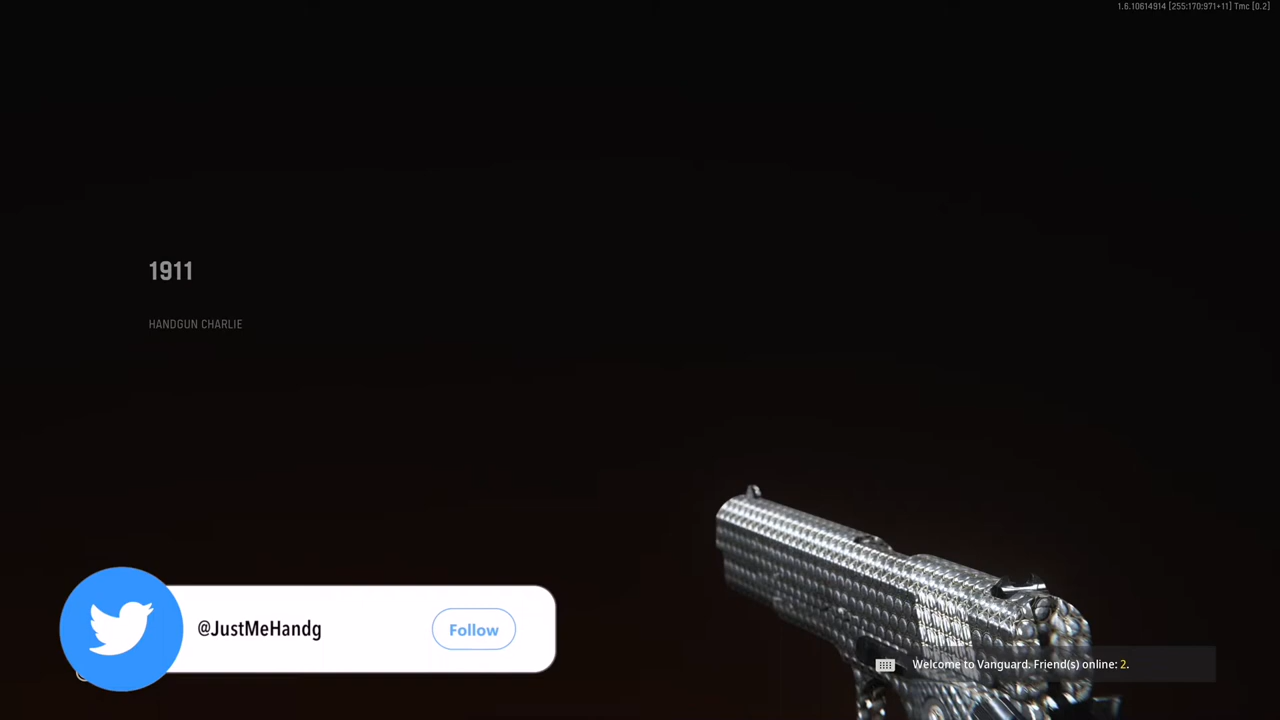 1.6.10614914 [255:170:971+11] Tmc [0.2]
1911
HANDGUN CHARLIE
@JustMeHandg
Follow
Welcome to Vanguard. Friend(s) online: 2.